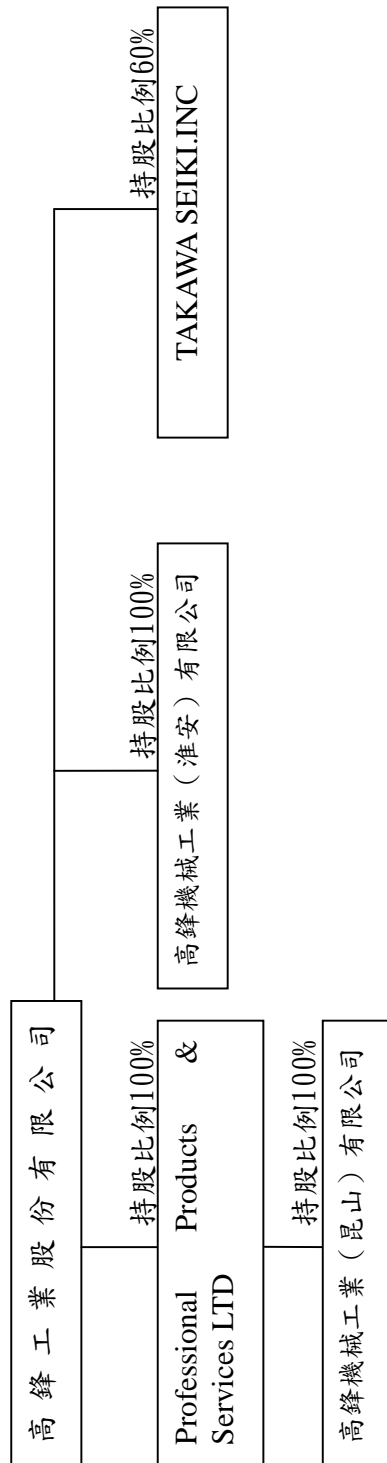 高鋒工業股份有限公司
持股比例100%
持股比例100%
持股比例60%
Professional Products &
Services LTD
高鋒機械工業（淮安）有限公司
TAKAWA SEIKI.INC
持股比例100%
高鋒機械工業（昆山）有限公司